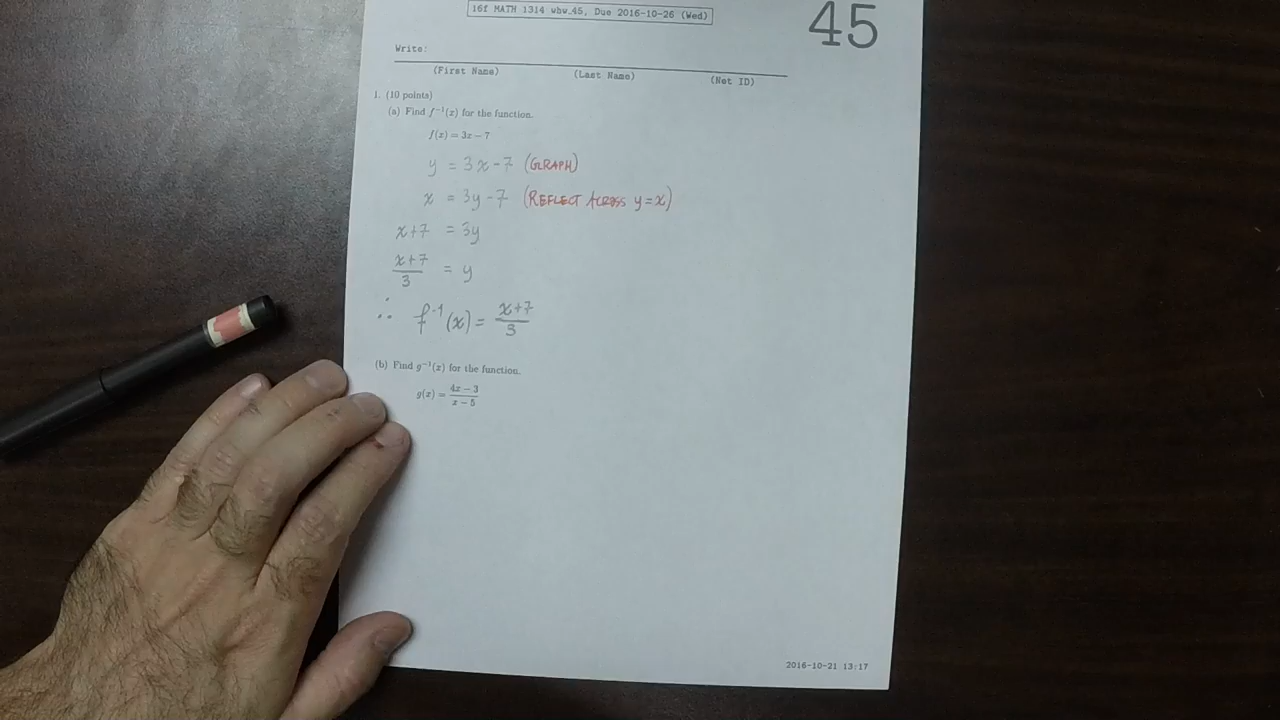 16f MATH 1314 whw_45, Due 2016-10-26 (Wed)
45
Write:
(First Name) (Last Name) (Net ID)
1. (10 points)
(a) Find f⁻¹(x) for the function.
f(x) = 3x − 7
y = 3x - 7 (GRAPH)
x = 3y - 7 (REFLECT ACROSS y = x)
x+7 = 3y
(x+7)/3 = y
∴ f⁻¹(x) = (x+7)/3
(b) Find g⁻¹(x) for the function.
g(x) = (4x − 3)/(x − 5)
2016-10-21 13:17